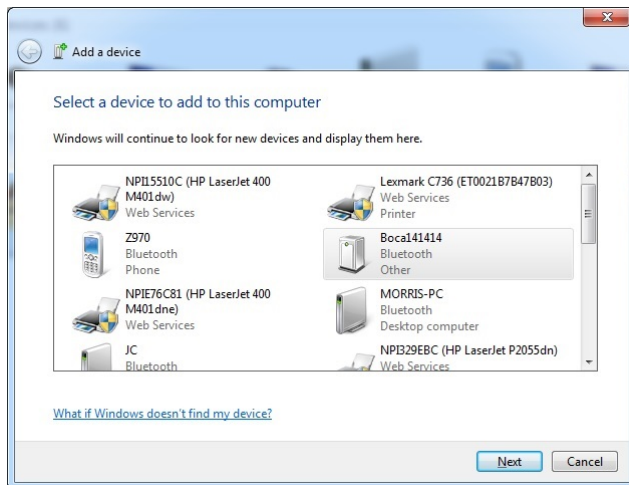 Add a device
Select a device to add to this computer
Windows will continue to look for new devices and display them here.
NPI15510C (HP LaserJet 400
M401dw)
Web Services
Lexmark C736 (ET0021B7B47B03)
Web Services
Printer
Z970
Bluetooth
Phone
Boca141414
Bluetooth
Other
NPIE76C81 (HP LaserJet 400
M401dne)
Web Services
MORRIS-PC
Bluetooth
Desktop computer
JC
Bluetooth
NPI329EBC (HP LaserJet P2055dn)
Web Services
What if Windows doesn't find my device?
Next
Cancel